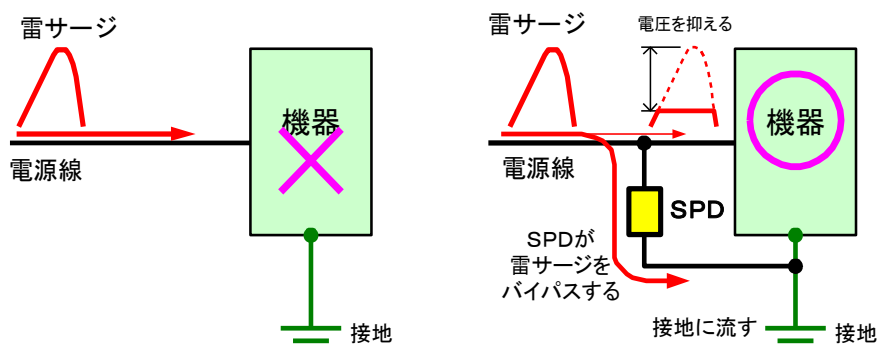 雷サージ
機器
電源線
接地
雷サージ
電圧を抑える
機器
電源線
SPD
SPDが
雷サージを
バイパスする
接地に流す
接地